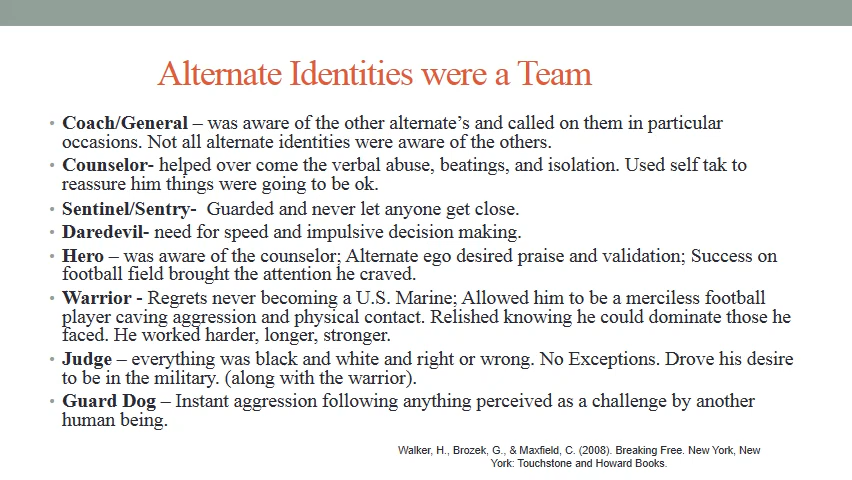 Alternate Identities were a Team
• Coach/General – was aware of the other alternate's and called on them in particular
occasions. Not all alternate identities were aware of the others.
• Counselor- helped over come the verbal abuse, beatings, and isolation. Used self tak to
reassure him things were going to be ok.
• Sentinel/Sentry- Guarded and never let anyone get close.
• Daredevil- need for speed and impulsive decision making.
• Hero – was aware of the counselor; Alternate ego desired praise and validation; Success on
football field brought the attention he craved.
• Warrior - Regrets never becoming a U.S. Marine; Allowed him to be a merciless football
player caving aggression and physical contact. Relished knowing he could dominate those he
faced. He worked harder, longer, stronger.
• Judge – everything was black and white and right or wrong. No Exceptions. Drove his desire
to be in the military. (along with the warrior).
• Guard Dog – Instant aggression following anything perceived as a challenge by another
human being.
Walker, H., Brozek, G., & Maxfield, C. (2008). Breaking Free. New York, New
York: Touchstone and Howard Books.